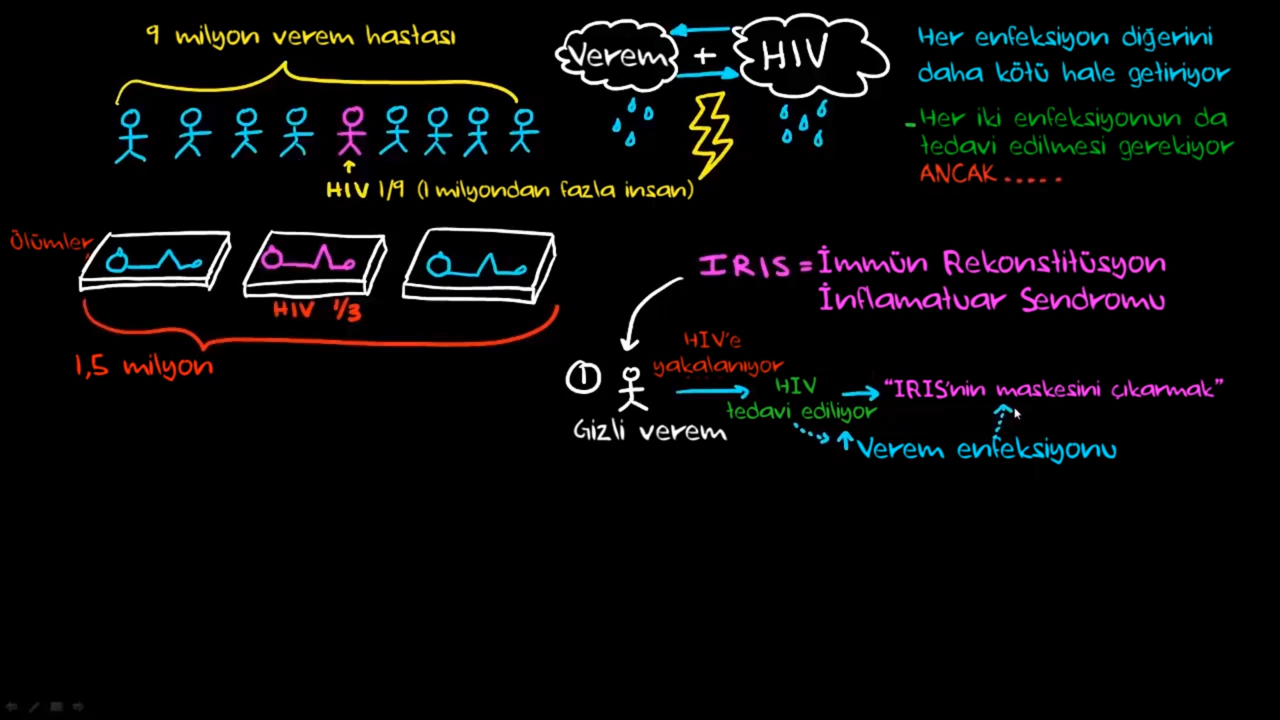 9 milyon verem hastası
HIV 1/9 (1 milyondan fazla insan)
Verem + HIV
Her enfeksiyon diğerini
daha kötü hale getiriyor
-Her iki enfeksiyonun da
tedavi edilmesi gerekiyor
ANCAK.....
Ölümler
HIV 1/3
1,5 milyon
IRIS = İmmün Rekonstitüsyon
İnflamatuar Sendromu
1
Gizli verem
HIV'e
yakalanıyor
HIV
tedavi ediliyor
"IRIS'nin maskesini çıkarmak"
↑ Verem enfeksiyonu